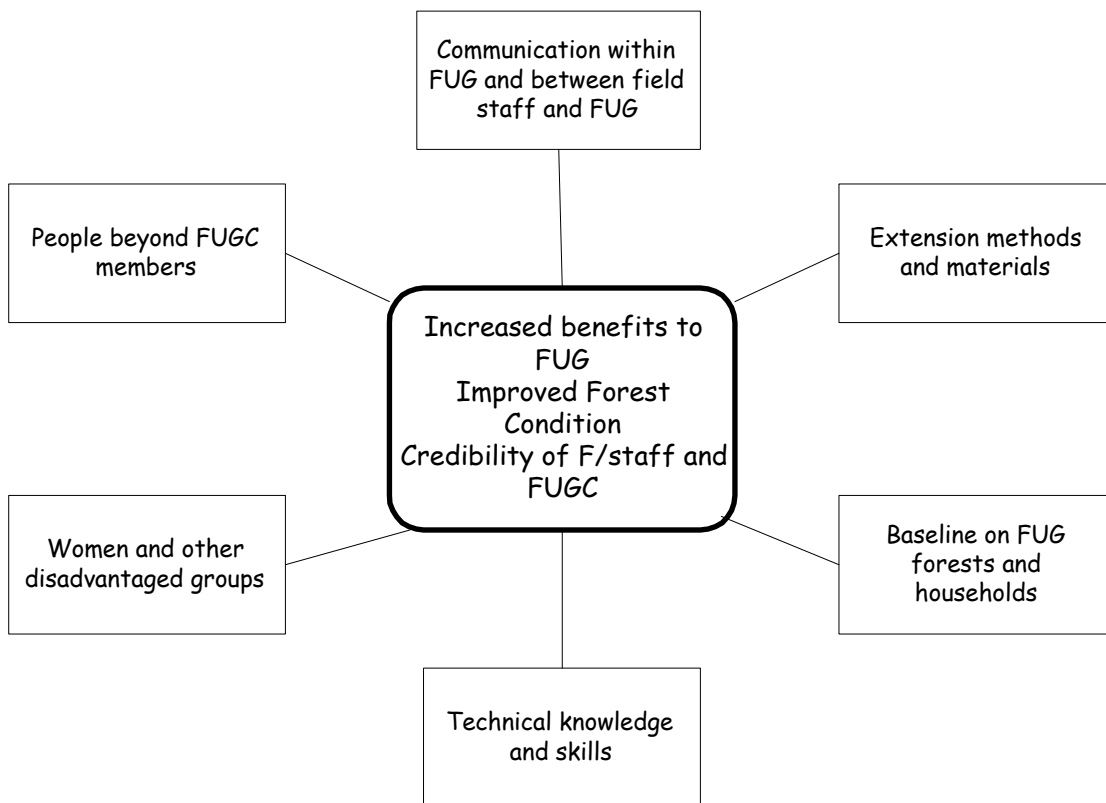 Communication within
FUG and between field
staff and FUG
People beyond FUGC
members
Extension methods
and materials
Increased benefits to
FUG
Improved Forest
Condition
Credibility of F/staff and
FUGC
Women and other
disadvantaged groups
Baseline on FUG
forests and
households
Technical knowledge
and skills